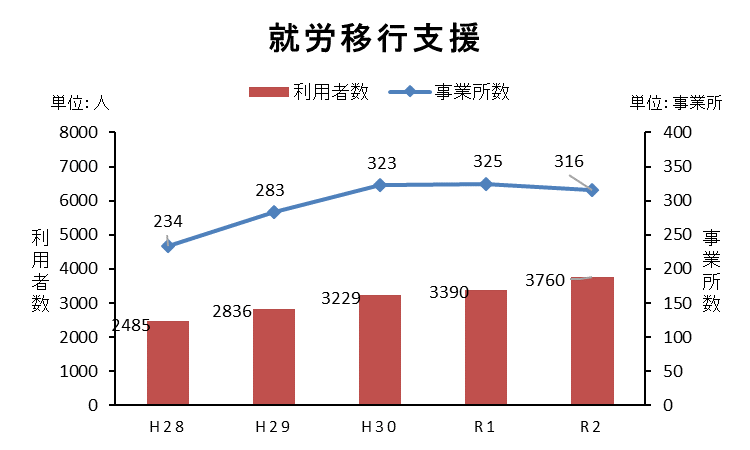 就労移行支援
利用者数 事業所数
単位: 人 単位: 事業所
8000 400
7000 350
6000 300
5000 250
4000 200
3000 150
2000 100
1000 50
0 0
利用者数
事業所数
234 283 323 325 316
2485 2836 3229 3390 3760
H28 H29 H30 R1 R2